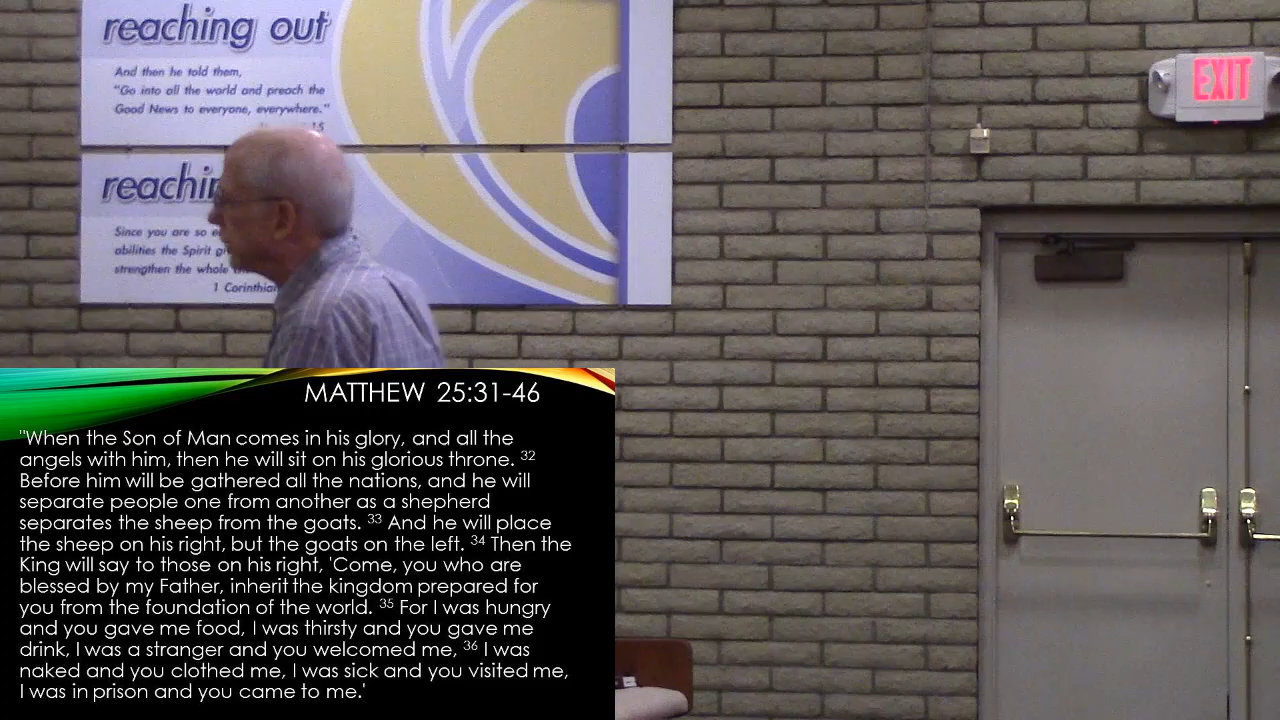 reaching out
And then he told them,
"Go into all the world and preach the
Good News to everyone, everywhere."
15
Since you are so
abilities the Spirit
strengthen the whole
1
EXIT
MATTHEW 25:31-46
"When the Son of Man comes in his glory, and all the
angels with him, then he will sit on his glorious throne. 32
Before him will be gathered all the nations, and he will
separate people one from another as a shepherd
separates the sheep from the goats. 33 And he will place
the sheep on his right, but the goats on the left. 34 Then the
King will say to those on his right, 'Come, you who are
blessed by my Father, inherit the kingdom prepared for
you from the foundation of the world. 35 For I was hungry
and you gave me food, I was thirsty and you gave me
drink, I was a stranger and you welcomed me, 36 I was
naked and you clothed me, I was sick and you visited me,
I was in prison and you came to me.'